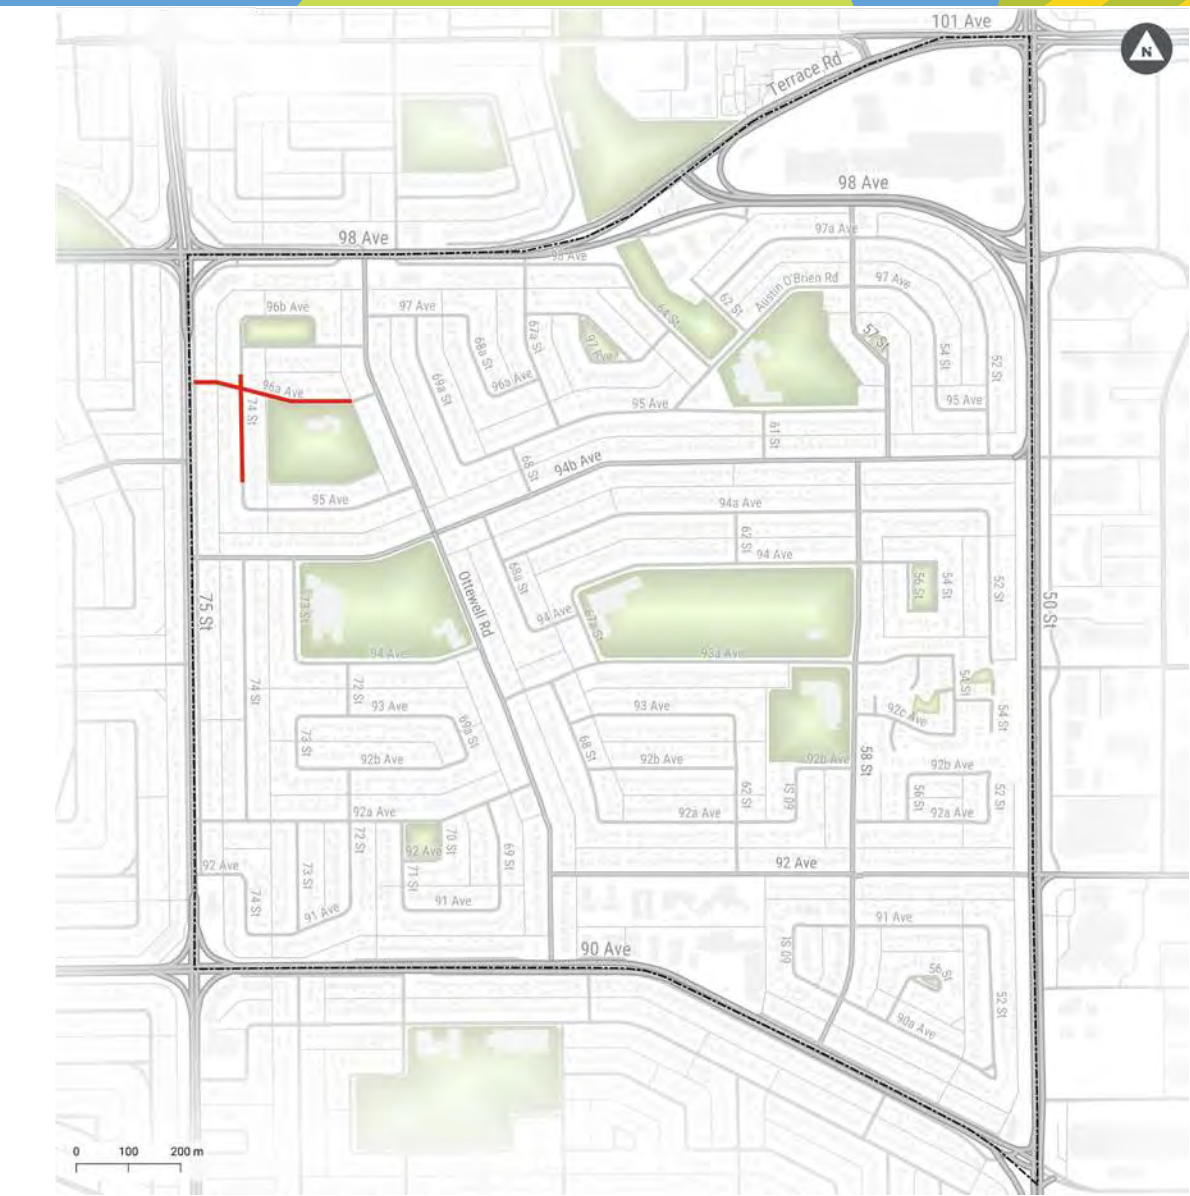 101 Ave
N
Terrace Rd
98 Ave
97a Ave
98 Ave
98 Ave
97 Ave
Austin O'Brien Rd
62 St
96b Ave
97 Ave
64 St
67a St
57 St
68a St
97 Ave
54 St
52 St
96a Ave
96a Ave
69a St
74 St
95 Ave
95 Ave
61 St
68 St
94b Ave
95 Ave
94a Ave
62 St
94 Ave
68a St
Ottewell Rd
56 St
54 St
52 St
73 St
75 St
50 St
94 Ave
67a St
94 Ave
93a Ave
74 St
72 St
54 St
93 Ave
93 Ave
92c Ave
54 St
69a St
73 St
68 St
92b Ave
92b Ave
92b Ave
58 St
92b Ave
62 St
60 St
56 St
52 St
92a Ave
92a Ave
92a Ave
72 St
70 St
92 Ave
69 St
92 Ave
92 Ave
73 St
71 St
74 St
91 Ave
91 Ave
91 Ave
90 Ave
60 St
56 St
52 St
90a Ave
0 100 200 m